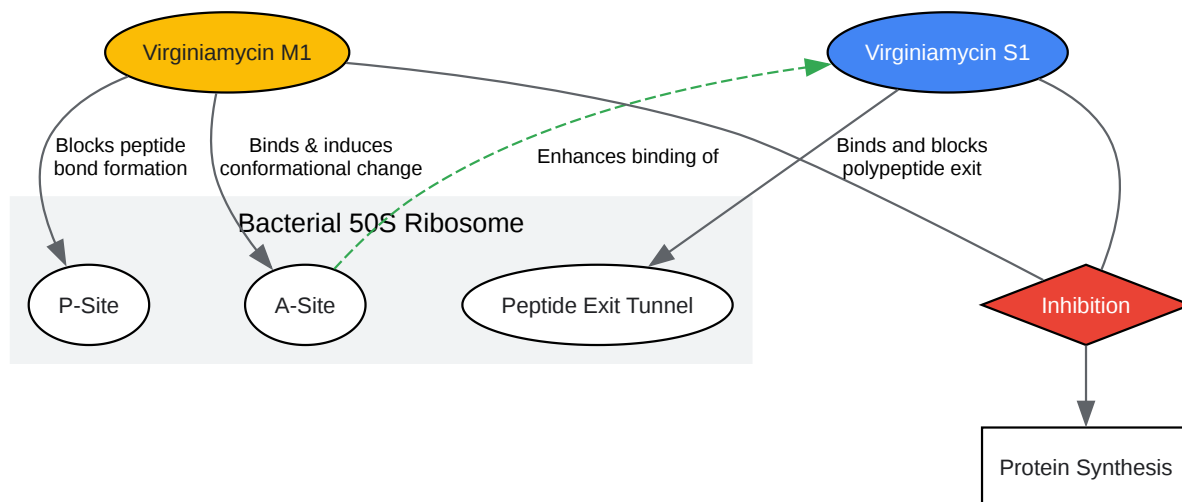 Virginiamycin M1
Virginiamycin S1
Blocks peptide
bond formation
Binds & induces
conformational change
Enhances binding of
Binds and blocks
polypeptide exit
Bacterial 50S Ribosome
P-Site
A-Site
Peptide Exit Tunnel
Inhibition
Protein Synthesis